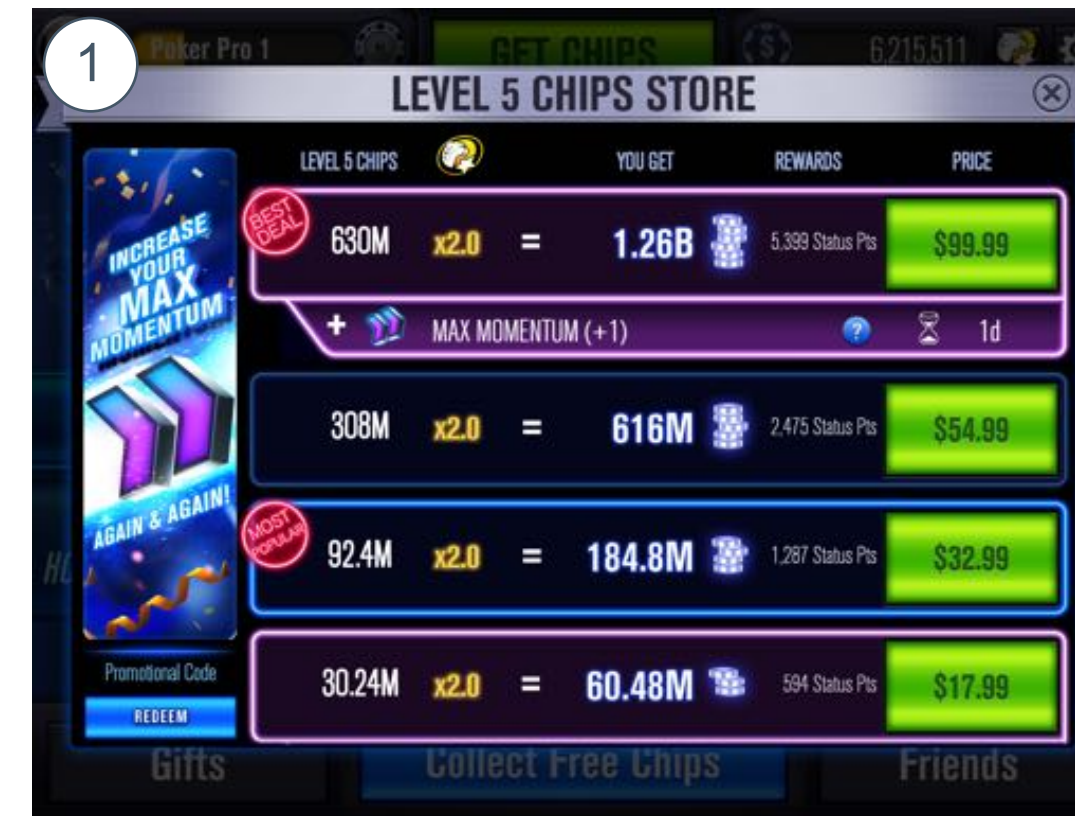 1
Poker Pro 1
GET CHIPS
6,215,511
LEVEL 5 CHIPS STORE
LEVEL 5 CHIPS YOU GET REWARDS PRICE
INCREASE
YOUR
MAX
MOMENTUM
AGAIN & AGAIN!
Promotional Code
REDEEM
BEST
DEAL
630M x2.0 = 1.26B 5,399 Status Pts $99.99
+ MAX MOMENTUM (+1) ? 1d
308M x2.0 = 616M 2,475 Status Pts $54.99
MOST
POPULAR
92.4M x2.0 = 184.8M 1,287 Status Pts $32.99
30.24M x2.0 = 60.48M 594 Status Pts $17.99
Gifts Collect Free Chips Friends